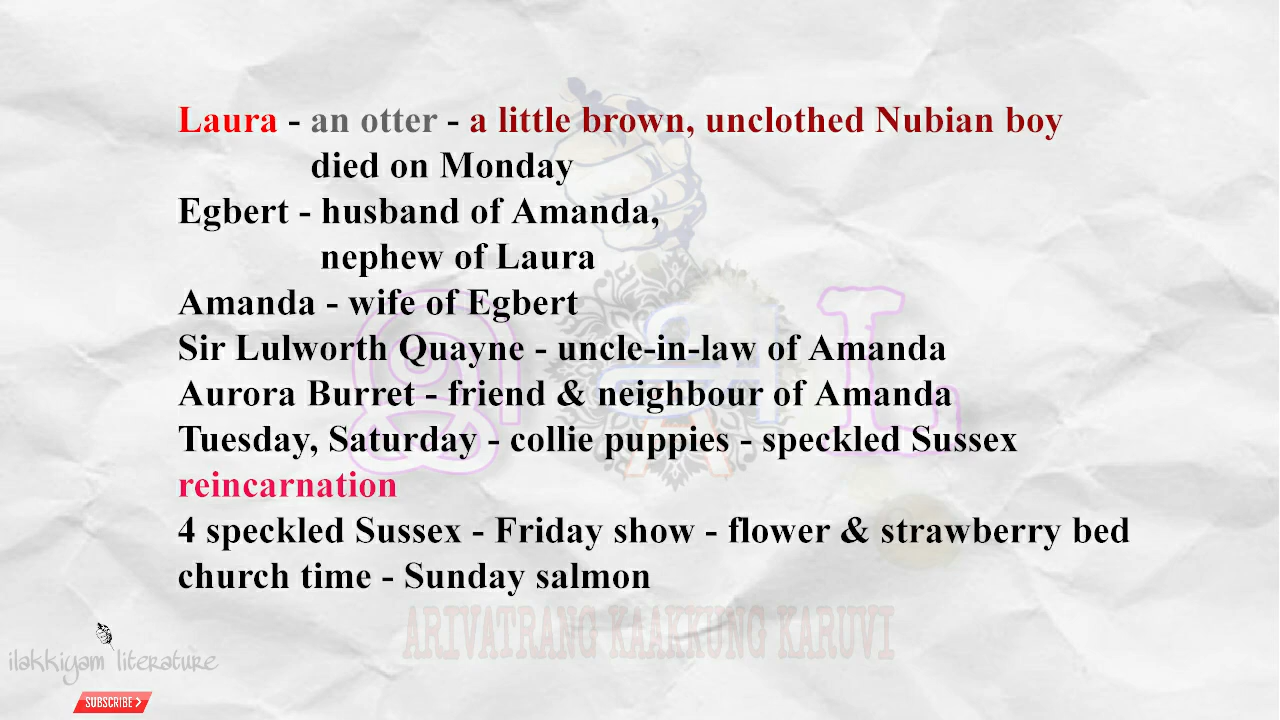 Laura - an otter - a little brown, unclothed Nubian boy
died on Monday
Egbert - husband of Amanda,
nephew of Laura
Amanda - wife of Egbert
Sir Lulworth Quayne - uncle-in-law of Amanda
Aurora Burret - friend & neighbour of Amanda
Tuesday, Saturday - collie puppies - speckled Sussex
reincarnation
4 speckled Sussex - Friday show - flower & strawberry bed
church time - Sunday salmon
ARIVATRANG KAAKKUNG KARUVI
ilakkiyam literature
SUBSCRIBE >